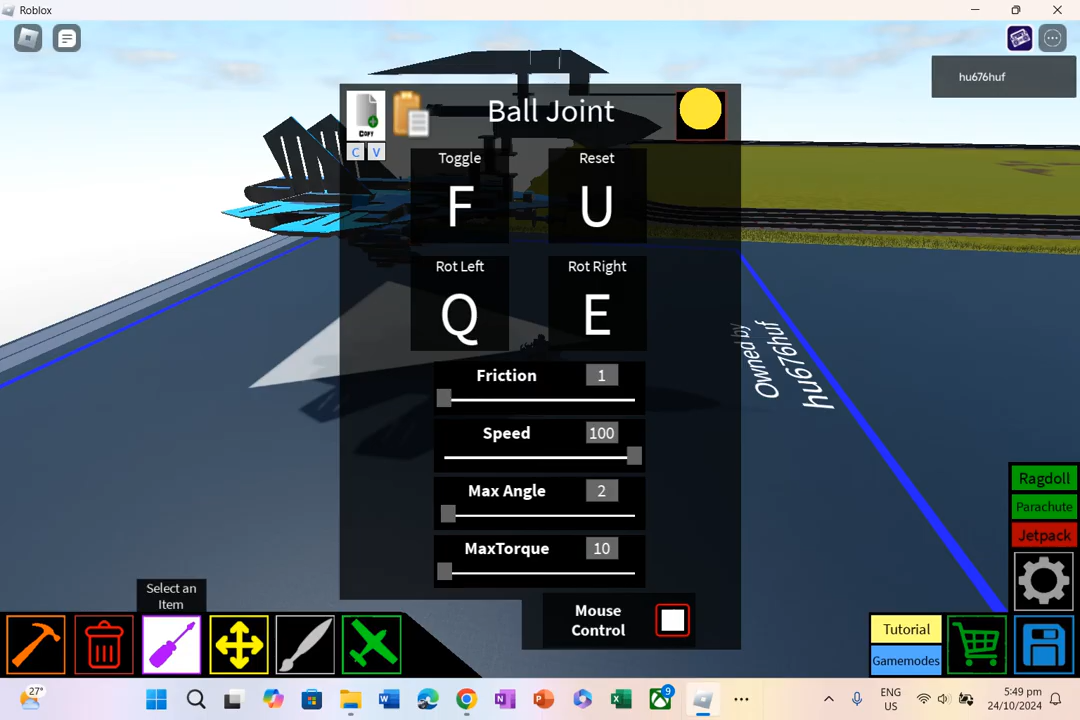 Roblox
hu676huf
COPY
C V
Ball Joint
Toggle
F
Reset
U
Rot Left
Q
Rot Right
E
Friction 1
Speed 100
Max Angle 2
MaxTorque 10
Mouse
Control
Owned by
hu676huf
Ragdoll
Parachute
Jetpack
Select an
Item
Tutorial
Gamemodes
27°
9
ENG
US
5:49 pm
24/10/2024